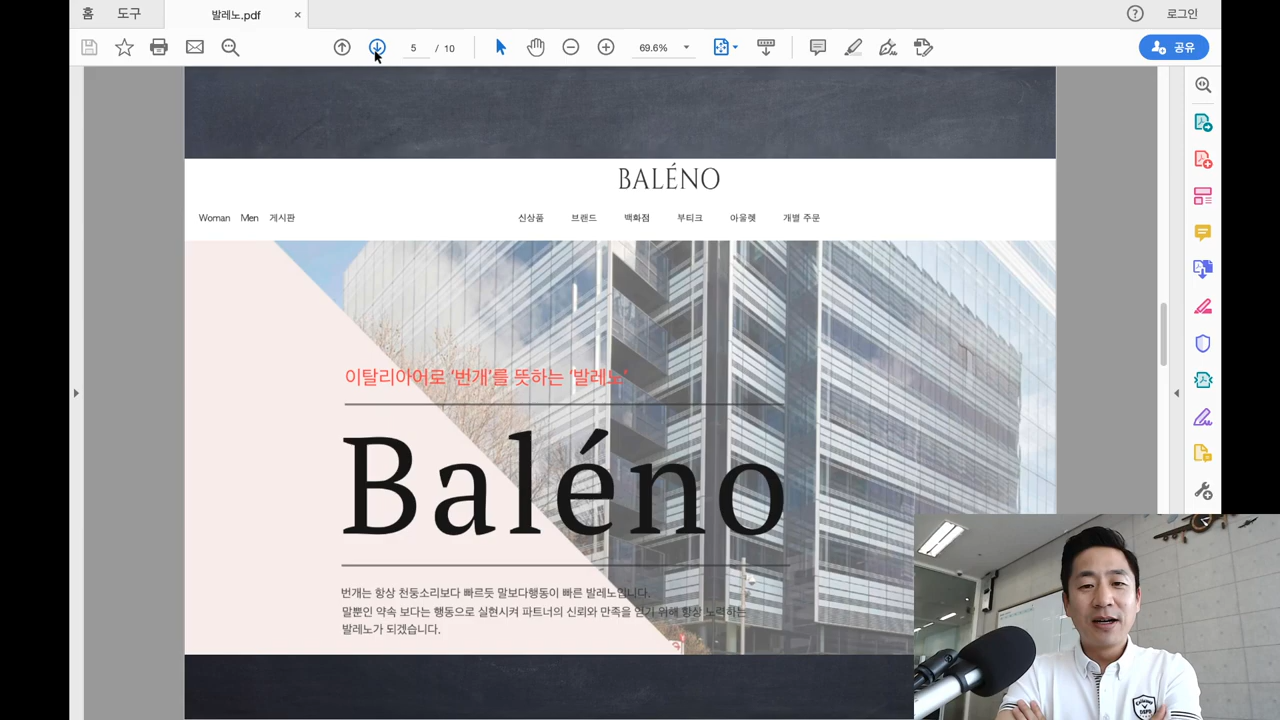 홈 도구 발레노.pdf × 로그인
5 / 10 69.6% 공유
BALÉNO
Woman Men 게시판 신상품 브랜드 백화점 부티크 아울렛 개별 주문
이탈리아어로 ‘번개’를 뜻하는 ‘발레노’
Baléno
번개는 항상 천둥소리보다 빠르듯 말보다행동이 빠른 발레노입니다.
말뿐인 약속 보다는 행동으로 실현시켜 파트너의 신뢰와 만족을 얻기 위해 항상 노력하는
발레노가 되겠습니다.